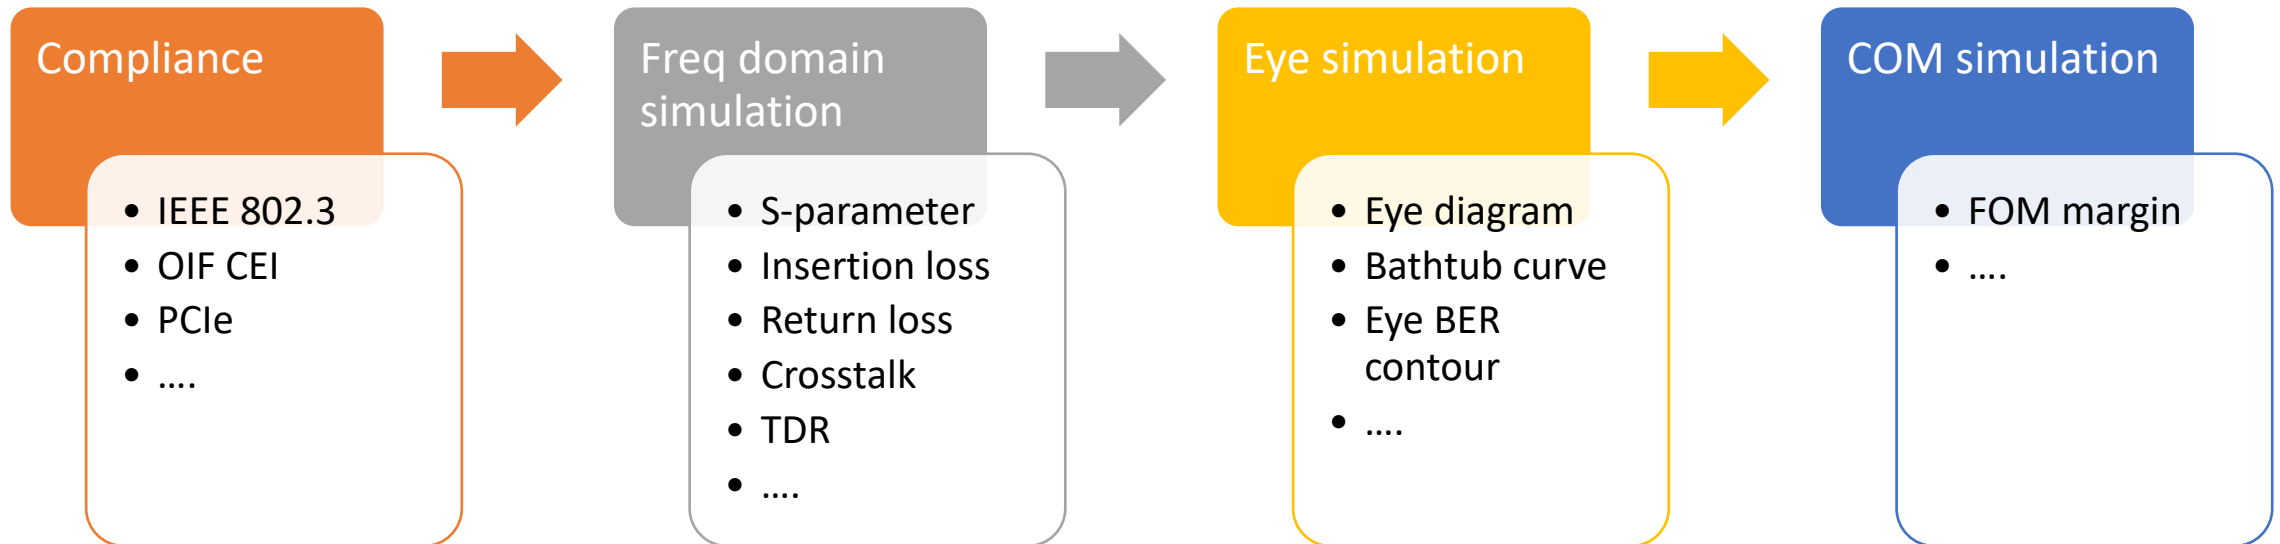 Compliance
• IEEE 802.3
• OIF CEI
• PCIe
• ....
Freq domain
simulation
• S-parameter
• Insertion loss
• Return loss
• Crosstalk
• TDR
• ....
Eye simulation
• Eye diagram
• Bathtub curve
• Eye BER
contour
• ....
COM simulation
• FOM margin
• ....